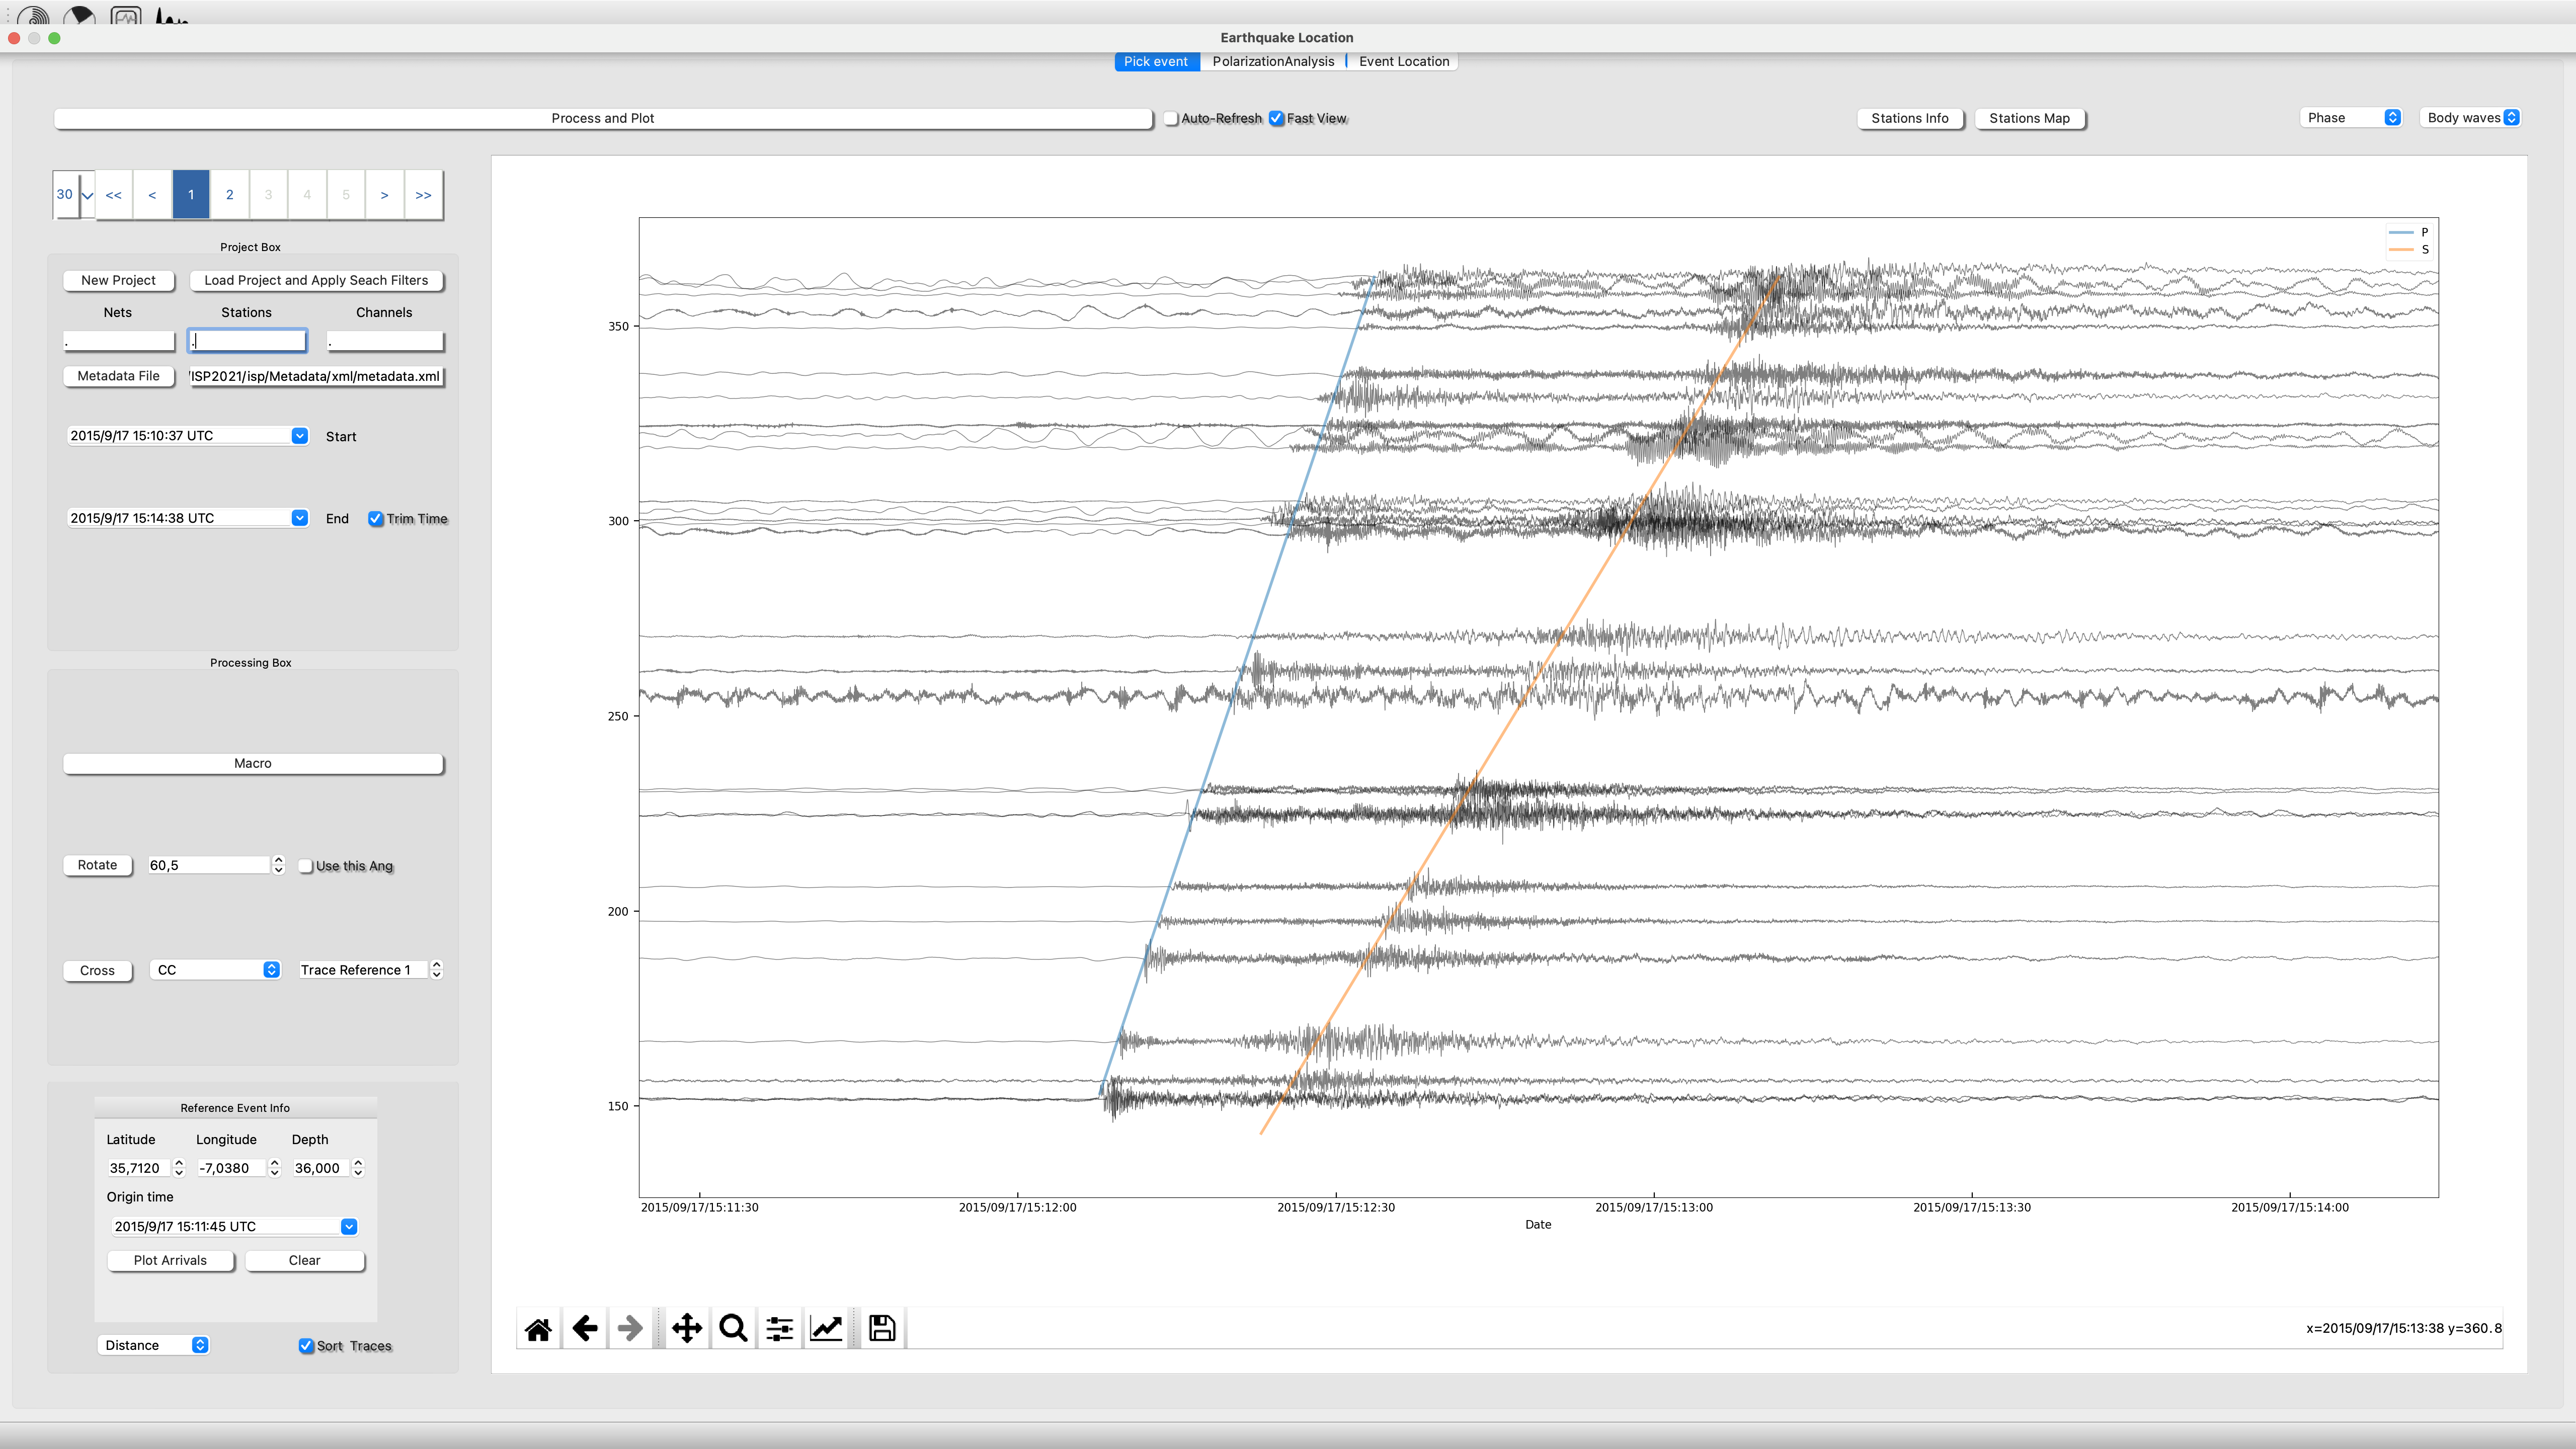 Earthquake Location
Pick event PolarizationAnalysis Event Location
Process and Plot Auto-Refresh Fast View Stations Info Stations Map Phase Body waves
30 << < 1 2 3 4 5 > >>
Project Box
New Project Load Project and Apply Seach Filters
Nets Stations Channels
. . .
Metadata File /ISP2021/isp/Metadata/xml/metadata.xml
2015/9/17 15:10:37 UTC Start
2015/9/17 15:14:38 UTC End Trim Time
Processing Box
Macro
Rotate 60,5 Use this Ang
Cross CC Trace Reference 1
Reference Event Info
Latitude Longitude Depth
35,7120 -7,0380 36,000
Origin time
2015/9/17 15:11:45 UTC
Plot Arrivals Clear
Distance Sort Traces
P
S
350
300
250
200
150
2015/09/17/15:11:30 2015/09/17/15:12:00 2015/09/17/15:12:30 2015/09/17/15:13:00 2015/09/17/15:13:30 2015/09/17/15:14:00
Date
x=2015/09/17/15:13:38 y=360.8